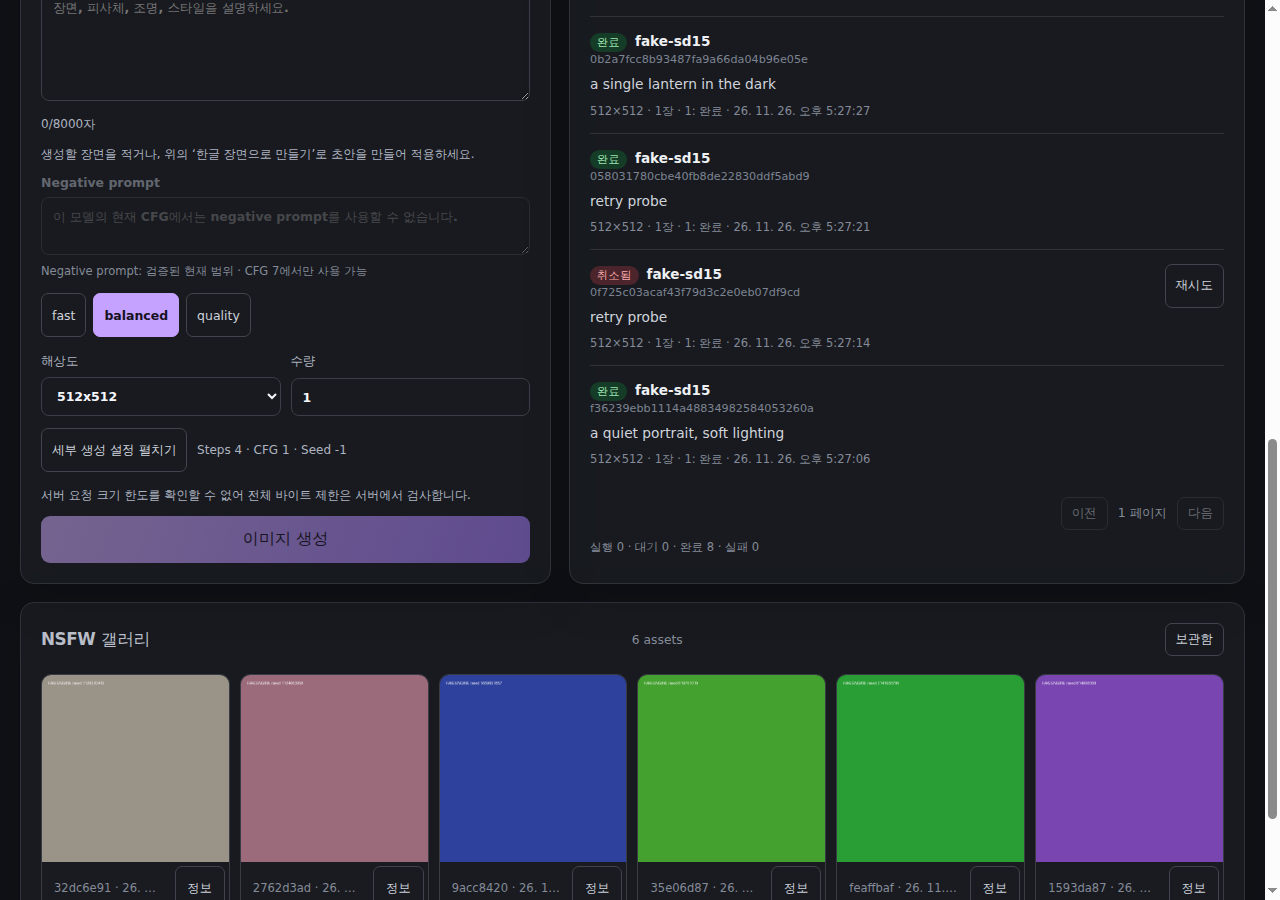 장면, 피사체, 조명, 스타일을 설명하세요.
0/8000자
생성할 장면을 적거나, 위의 ‘한글 장면으로 만들기’로 초안을 만들어 적용하세요.
Negative prompt
이 모델의 현재 CFG에서는 negative prompt를 사용할 수 없습니다.
Negative prompt: 검증된 현재 범위 · CFG 7에서만 사용 가능
fast
balanced
quality
해상도
수량
512x512
1
세부 생성 설정 펼치기
Steps 4 · CFG 1 · Seed -1
서버 요청 크기 한도를 확인할 수 없어 전체 바이트 제한은 서버에서 검사합니다.
이미지 생성
완료 fake-sd15
0b2a7fcc8b93487fa9a66da04b96e05e
a single lantern in the dark
512×512 · 1장 · 1: 완료 · 26. 11. 26. 오후 5:27:27
완료 fake-sd15
058031780cbe40fb8de22830ddf5abd9
retry probe
512×512 · 1장 · 1: 완료 · 26. 11. 26. 오후 5:27:21
취소됨 fake-sd15
재시도
0f725c03acaf43f79d3c2e0eb07df9cd
retry probe
512×512 · 1장 · 1: 완료 · 26. 11. 26. 오후 5:27:14
완료 fake-sd15
f36239ebb1114a48834982584053260a
a quiet portrait, soft lighting
512×512 · 1장 · 1: 완료 · 26. 11. 26. 오후 5:27:06
이전
1 페이지
다음
실행 0 · 대기 0 · 완료 8 · 실패 0
NSFW 갤러리
6 assets
보관함
32dc6e91 · 26. ...
정보
2762d3ad · 26. ...
정보
9acc8420 · 26. 1...
정보
35e06d87 · 26. ...
정보
feaffbaf · 26. 11....
정보
1593da87 · 26. ...
정보